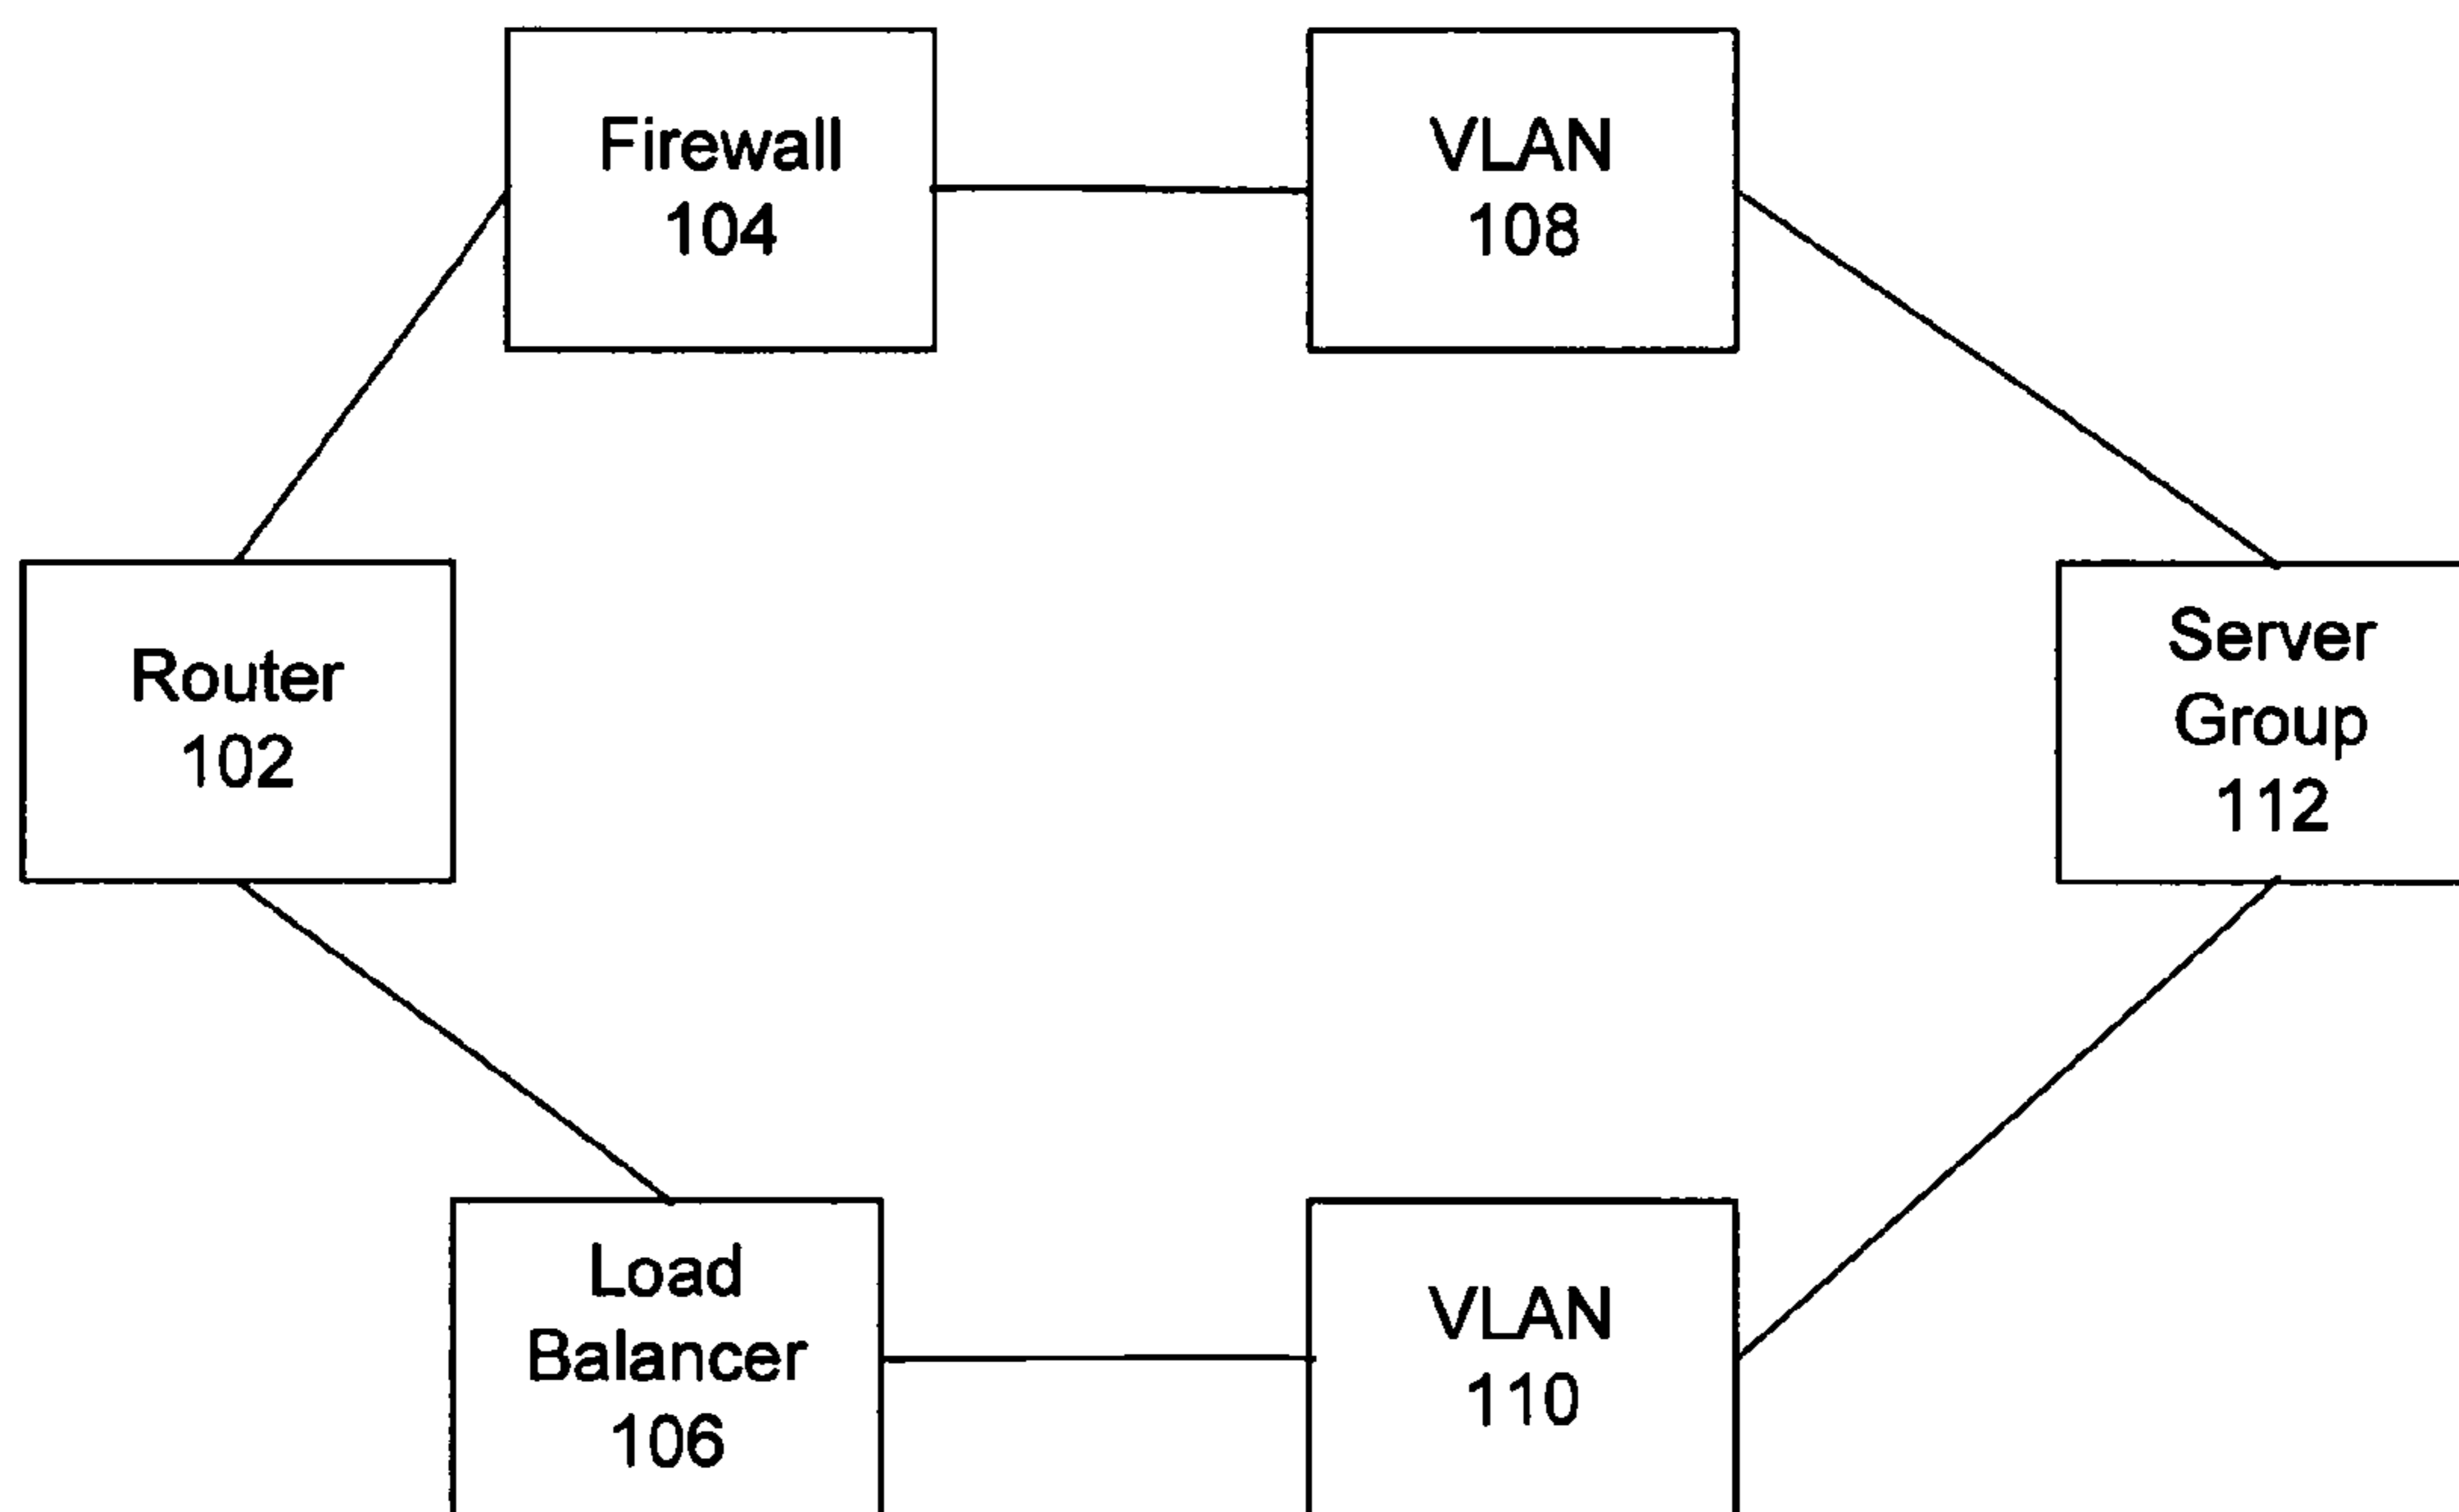 Firewall
104
VLAN
108
Router
102
Server
Group
112
Load
Balancer
106
VLAN
110